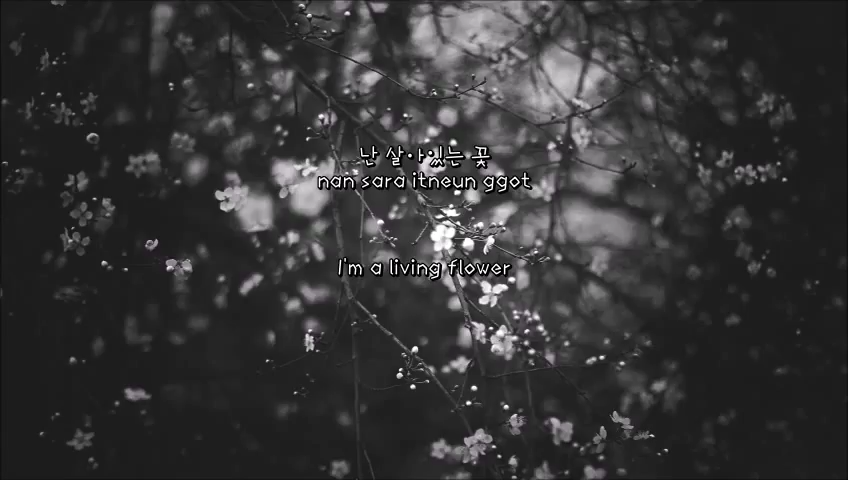 난 살아있는 꽃
nan sara itneun ggot
I'm a living flower